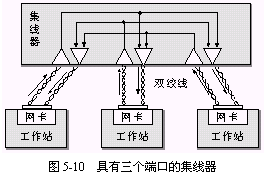 集线器
双绞线
网卡 网卡 网卡
工作站 工作站 工作站
图 5-10 具有三个端口的集线器